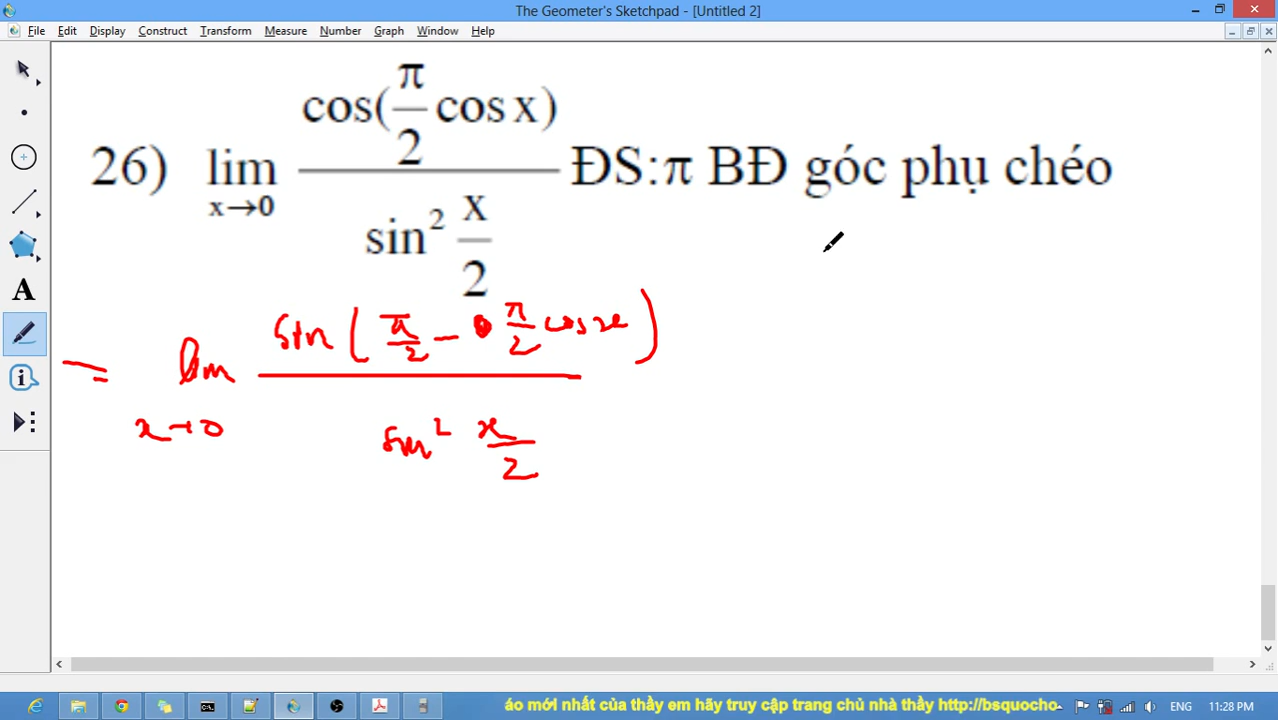 The Geometer's Sketchpad - [Untitled 2]
File Edit Display Construct Transform Measure Number Graph Window Help
26) lim x→0 cos(π/2 cos x) / sin² x/2 ĐS:π BĐ góc phụ chéo
= lim x→0 sin(π/2 - π/2 cos x) / sin² x/2
áo mới nhất của thầy em hãy truy cập trang chủ nhà thầy http://bsquocho
ENG 11:28 PM